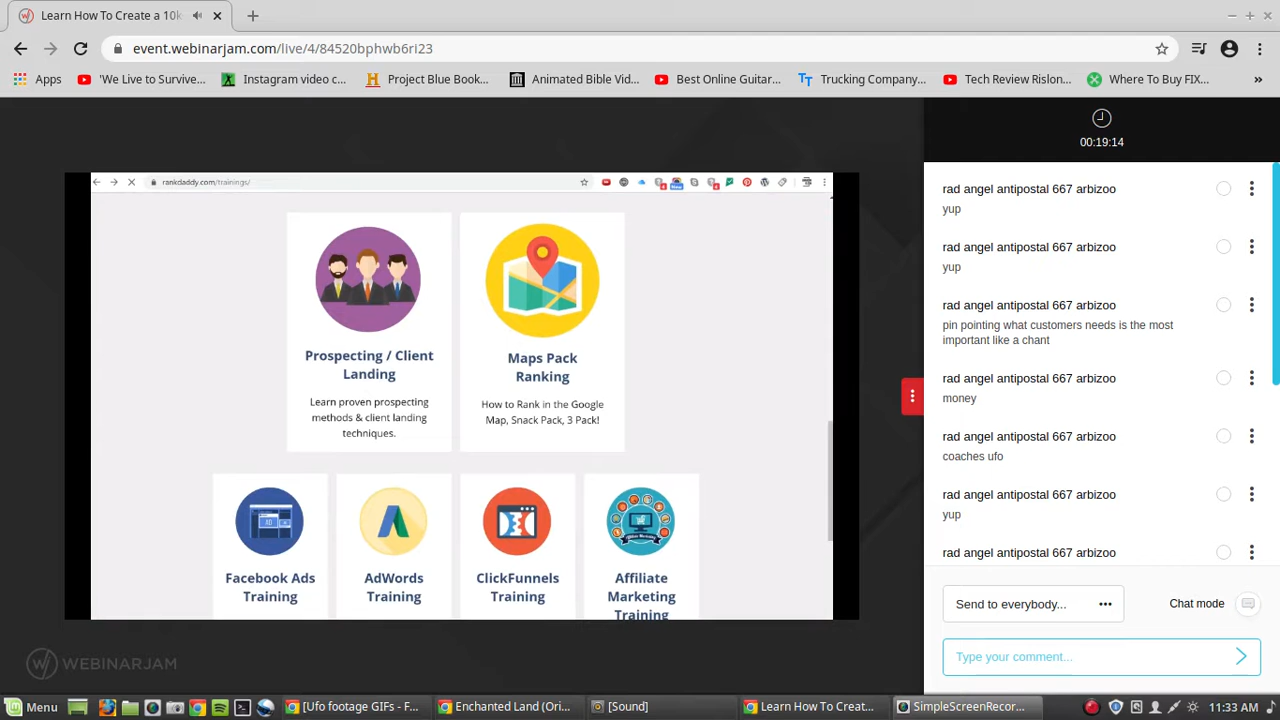 Learn How To Create a 10k
event.webinarjam.com/live/4/84520bphwb6ri23
Apps
'We Live to Survive...
Instagram video c...
Project Blue Book...
Animated Bible Vid...
Best Online Guitar...
Trucking Company...
Tech Review Rislon...
Where To Buy FIX...
»
00:19:14
rankdaddy.com/trainings/
Prospecting / Client
Landing
Learn proven prospecting
methods & client landing
techniques.
Maps Pack
Ranking
How to Rank in the Google
Map, Snack Pack, 3 Pack!
Facebook Ads
Training
AdWords
Training
ClickFunnels
Training
Affiliate
Marketing
Training
WEBINARJAM
rad angel antipostal 667 arbizoo
yup
rad angel antipostal 667 arbizoo
yup
rad angel antipostal 667 arbizoo
pin pointing what customers needs is the most
important like a chant
rad angel antipostal 667 arbizoo
money
rad angel antipostal 667 arbizoo
coaches ufo
rad angel antipostal 667 arbizoo
yup
rad angel antipostal 667 arbizoo
Send to everybody...
Chat mode
Type your comment...
Menu
[Ufo footage GIFs - F...
Enchanted Land (Ori...
[Sound]
Learn How To Create...
SimpleScreenRecor...
11:33 AM